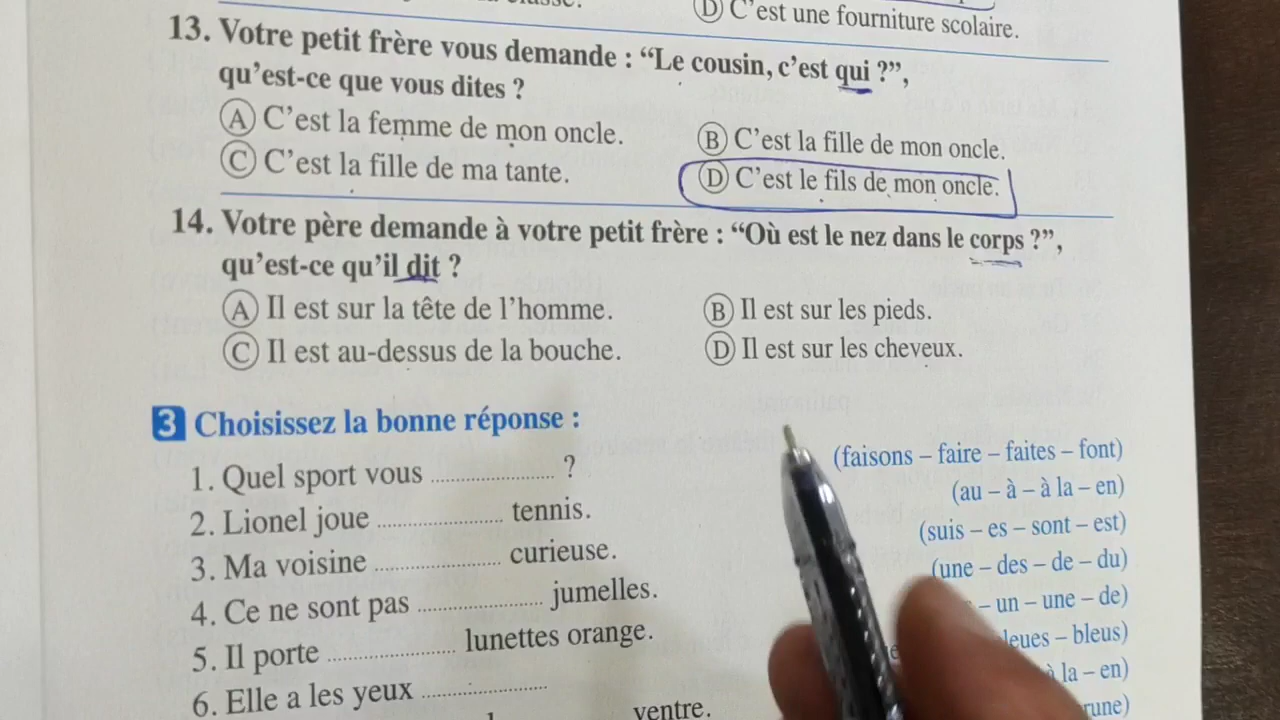 D C'est une fourniture scolaire.
13. Votre petit frère vous demande : “Le cousin, c'est qui ?”,
qu'est-ce que vous dites ?
A C'est la femme de mon oncle.
B C'est la fille de mon oncle.
C C'est la fille de ma tante.
D C'est le fils de mon oncle.
14. Votre père demande à votre petit frère : “Où est le nez dans le corps ?”,
qu'est-ce qu'il dit ?
A Il est sur la tête de l'homme.
B Il est sur les pieds.
C Il est au-dessus de la bouche.
D Il est sur les cheveux.
3 Choisissez la bonne réponse :
1. Quel sport vous ........................ ? (faisons – faire – faites – font)
2. Lionel joue ........................ tennis. (au – à – à la – en)
3. Ma voisine ........................ curieuse. (suis – es – sont – est)
4. Ce ne sont pas ........................ jumelles. (une – des – de – du)
5. Il porte ........................ lunettes orange. – un – une – de)
6. Elle a les yeux ........................ – bleus)
ventre. la – en)